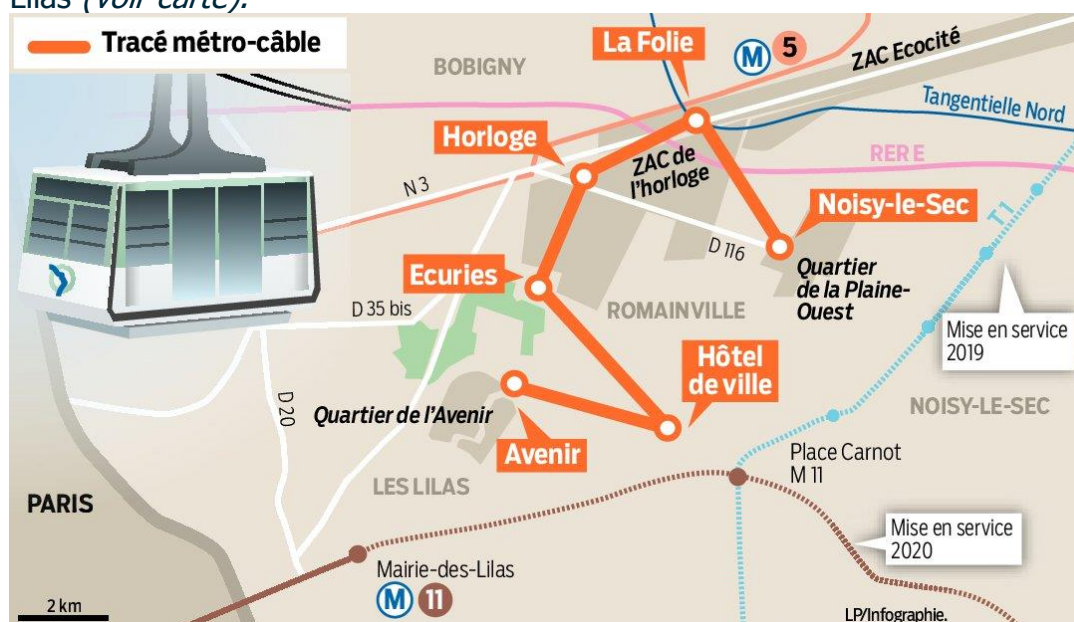 Lilas (voir carte).
Tracé métro-câble
La Folie
M 5
ZAC Ecocité
BOBIGNY
Tangentielle Nord
Horloge
RER E
ZAC de
l'horloge
N 3
Noisy-le-Sec
T 1
D 116
Ecuries
Quartier
de la Plaine-
Ouest
D 35 bis
ROMAINVILLE
Mise en service
2019
Hôtel
de ville
D 20
Quartier de l'Avenir
NOISY-LE-SEC
Avenir
Place Carnot
M 11
LES LILAS
PARIS
Mise en service
2020
Mairie-des-Lilas
M 11
2 km
LP/Infographie.